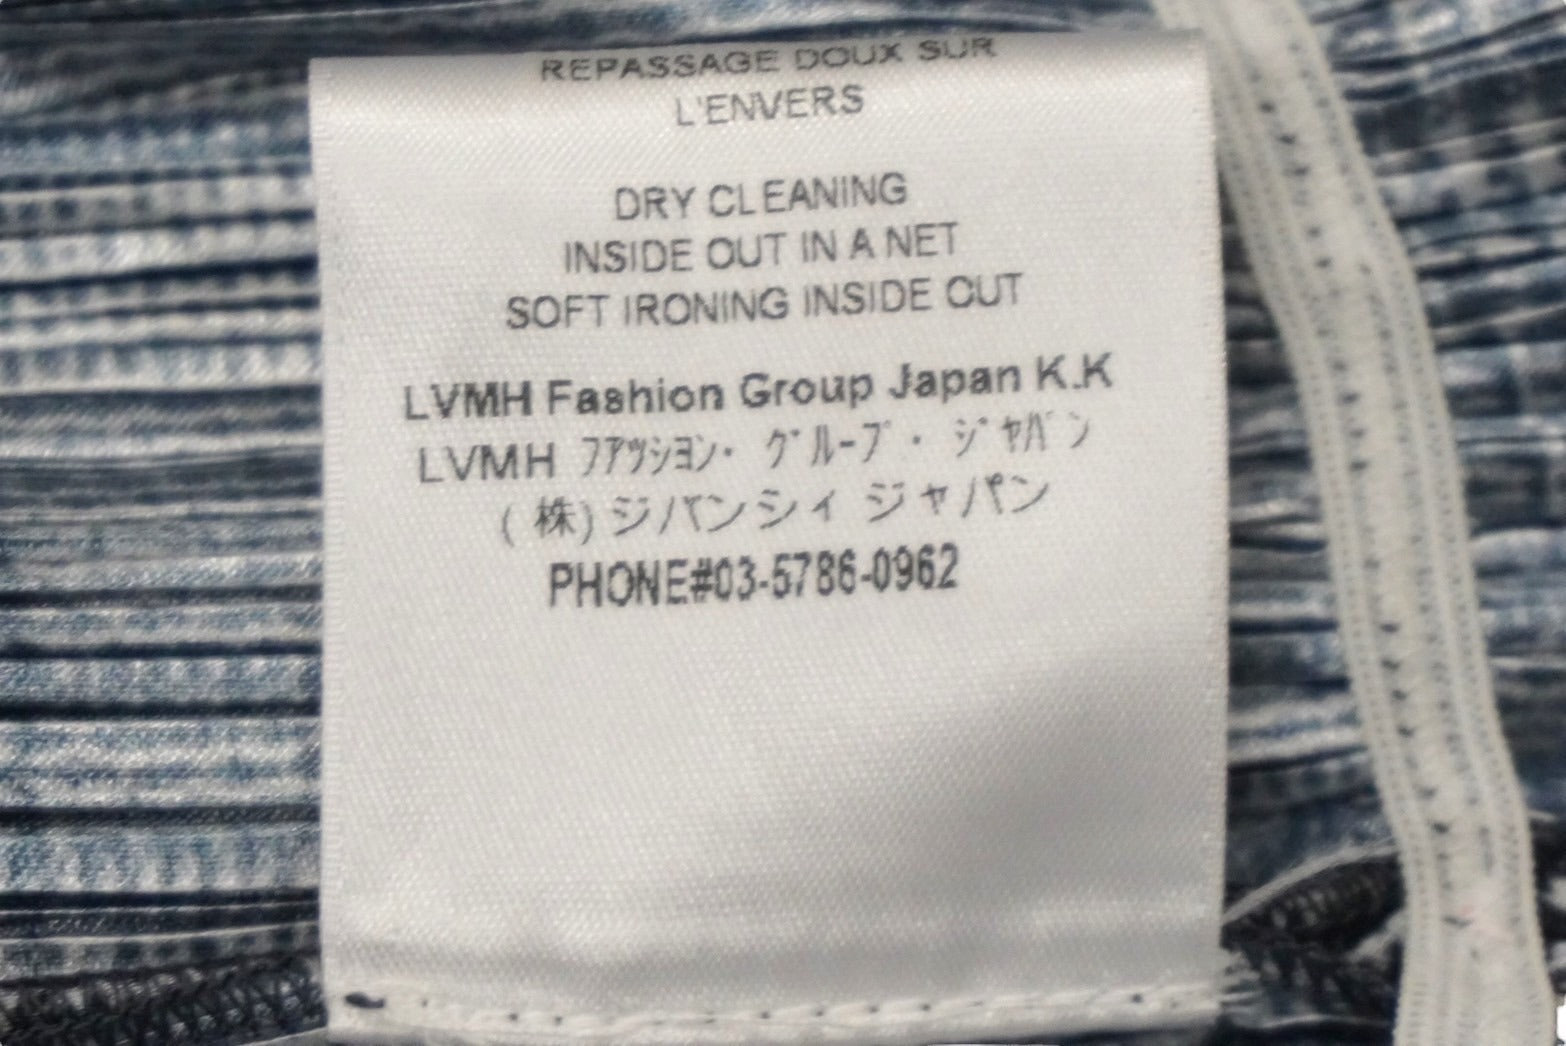 REPASSAGE DOUX SUR
L'ENVERS
DRY CLEANING
INSIDE OUT IN A NET
SOFT IRONING INSIDE OUT
LVMH Fashion Group Japan K.K
LVMH ﾌｱｯｼｮﾝ・ ｸﾞﾙｰﾌﾟ・ｼﾞｬﾊﾟﾝ
(株)ジバンシィ ジャパン
PHONE#03-5786-0962